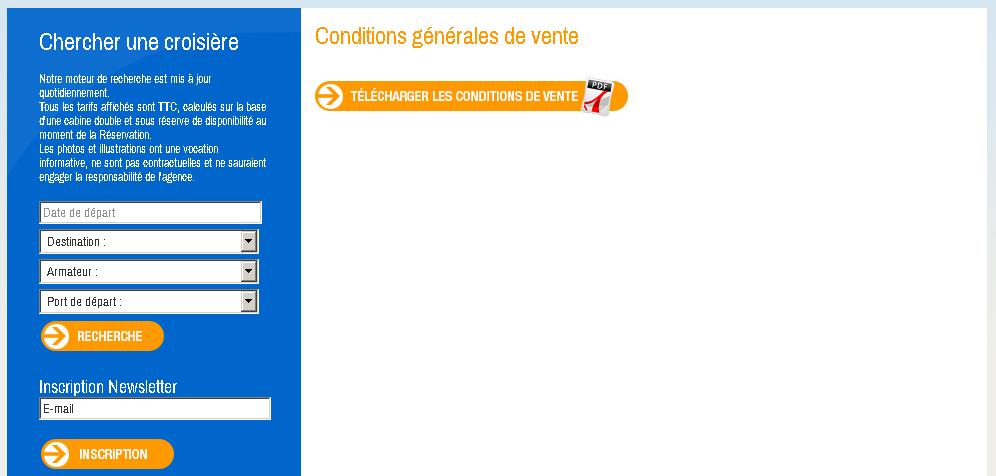 Chercher une croisière
Notre moteur de recherche est mis à jour
quotidiennement.
Tous les tarifs affichés sont TTC, calculés sur la base
d'une cabine double et sous réserve de disponibilité au
moment de la Réservation.
Les photos et illustrations ont une vocation
informative, ne sont pas contractuelles et ne sauraient
engager la responsabilité de l'agence.
Date de départ
Destination :
Armateur :
Port de départ :
RECHERCHE
Inscription Newsletter
E-mail
INSCRIPTION
Conditions générales de vente
TÉLÉCHARGER LES CONDITIONS DE VENTE
PDF